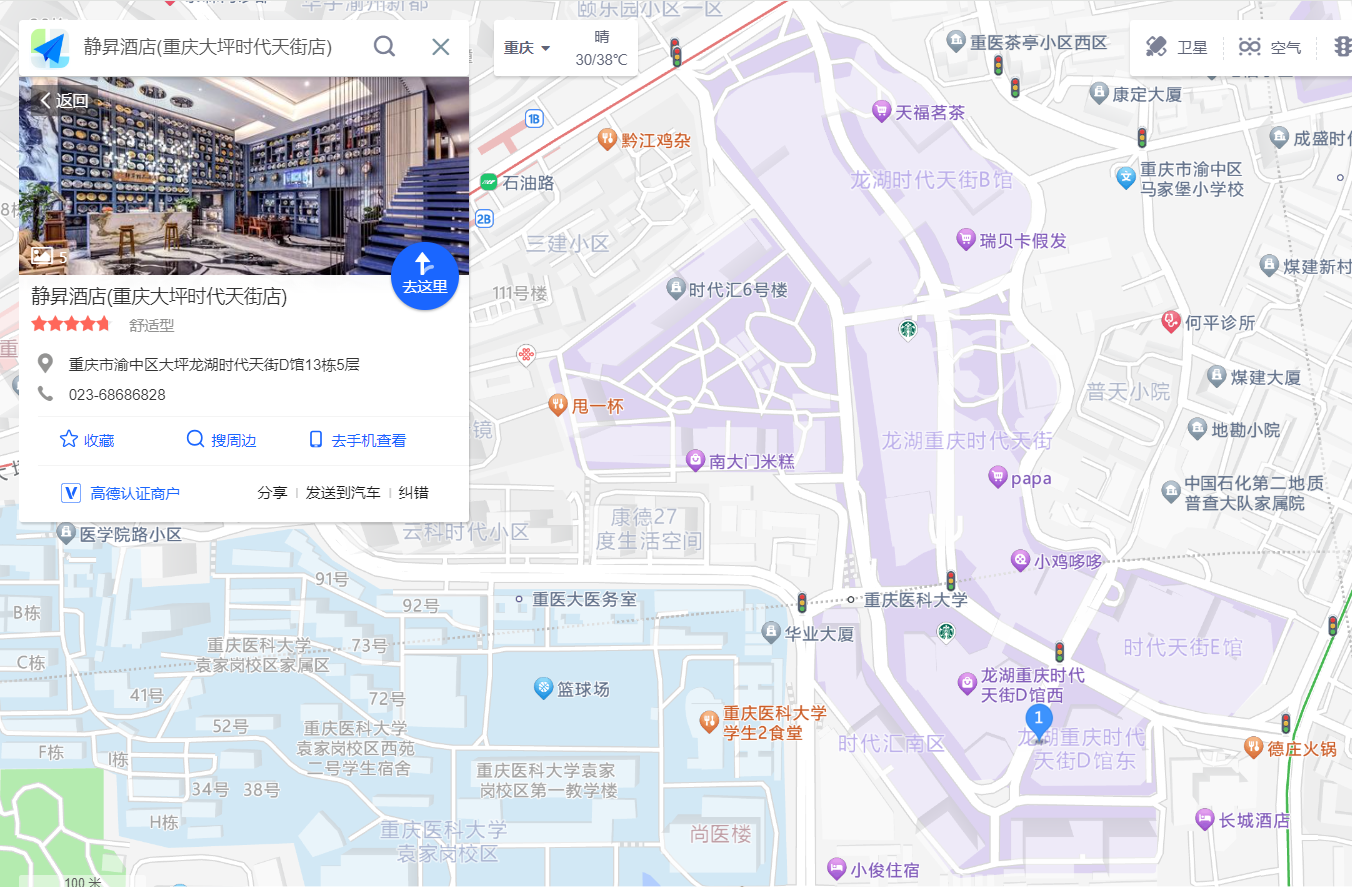 静昇酒店(重庆大坪时代天街店)
返回
5
去这里
静昇酒店(重庆大坪时代天街店)
舒适型
重庆市渝中区大坪龙湖时代天街D馆13栋5层
023-68686828
收藏
搜周边
去手机查看
高德认证商户
分享
发送到汽车
纠错
重庆
晴
30/38℃
卫星
空气
颐乐园小区一区
重医茶亭小区西区
康定大厦
天福茗茶
1B
黔江鸡杂
成盛时
重庆市渝中区
马家堡小学校
石油路
龙湖时代天街B馆
2B
三建小区
瑞贝卡假发
煤建新村
111号楼
时代汇6号楼
何平诊所
煤建大厦
普天小院
甩一杯
地勘小院
镜
龙湖重庆时代天街
南大门米糕
papa
中国石化第二地质
普查大队家属院
康德27
度生活空间
云科时代小区
医学院路小区
小鸡哆哆
91号
92号
重医大医务室
重庆医科大学
B栋
华业大厦
重庆医科大学
袁家岗校区家属区
73号
时代天街E馆
C栋
龙湖重庆时代
天街D馆西
41号
72号
篮球场
1
52号
重庆医科大学
袁家岗校区西苑
二号学生宿舍
重庆医科大学
学生2食堂
时代汇南区
龙湖重庆时代
天街D馆东
德庄火锅
F栋
I栋
34号
38号
重庆医科大学袁家
岗校区第一教学楼
H栋
重庆医科大学
袁家岗校区
尚医楼
长城酒店
小俊住宿
100 米